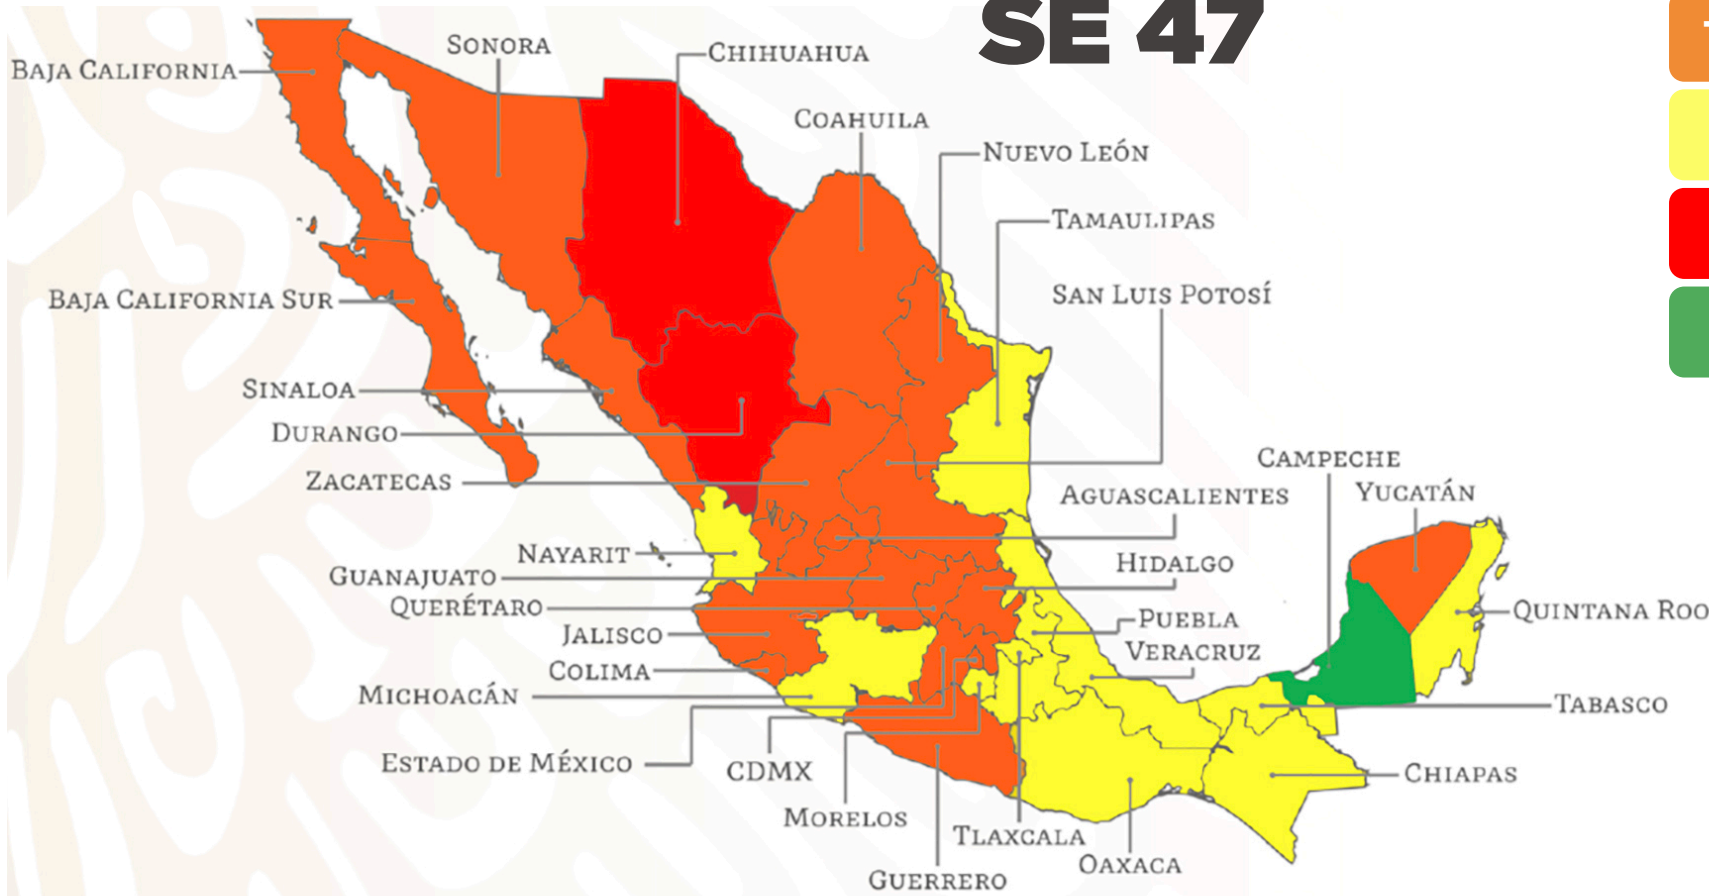 SE 47
SONORA
CHIHUAHUA
BAJA CALIFORNIA
COAHUILA
NUEVO LEÓN
TAMAULIPAS
SAN LUIS POTOSÍ
BAJA CALIFORNIA SUR
SINALOA
DURANGO
CAMPECHE
ZACATECAS
YUCATÁN
AGUASCALIENTES
NAYARIT
HIDALGO
GUANAJUATO
QUERÉTARO
QUINTANA ROO
PUEBLA
JALISCO
VERACRUZ
COLIMA
MICHOACÁN
TABASCO
ESTADO DE MÉXICO
CDMX
CHIAPAS
MORELOS
TLAXCALA
OAXACA
GUERRERO